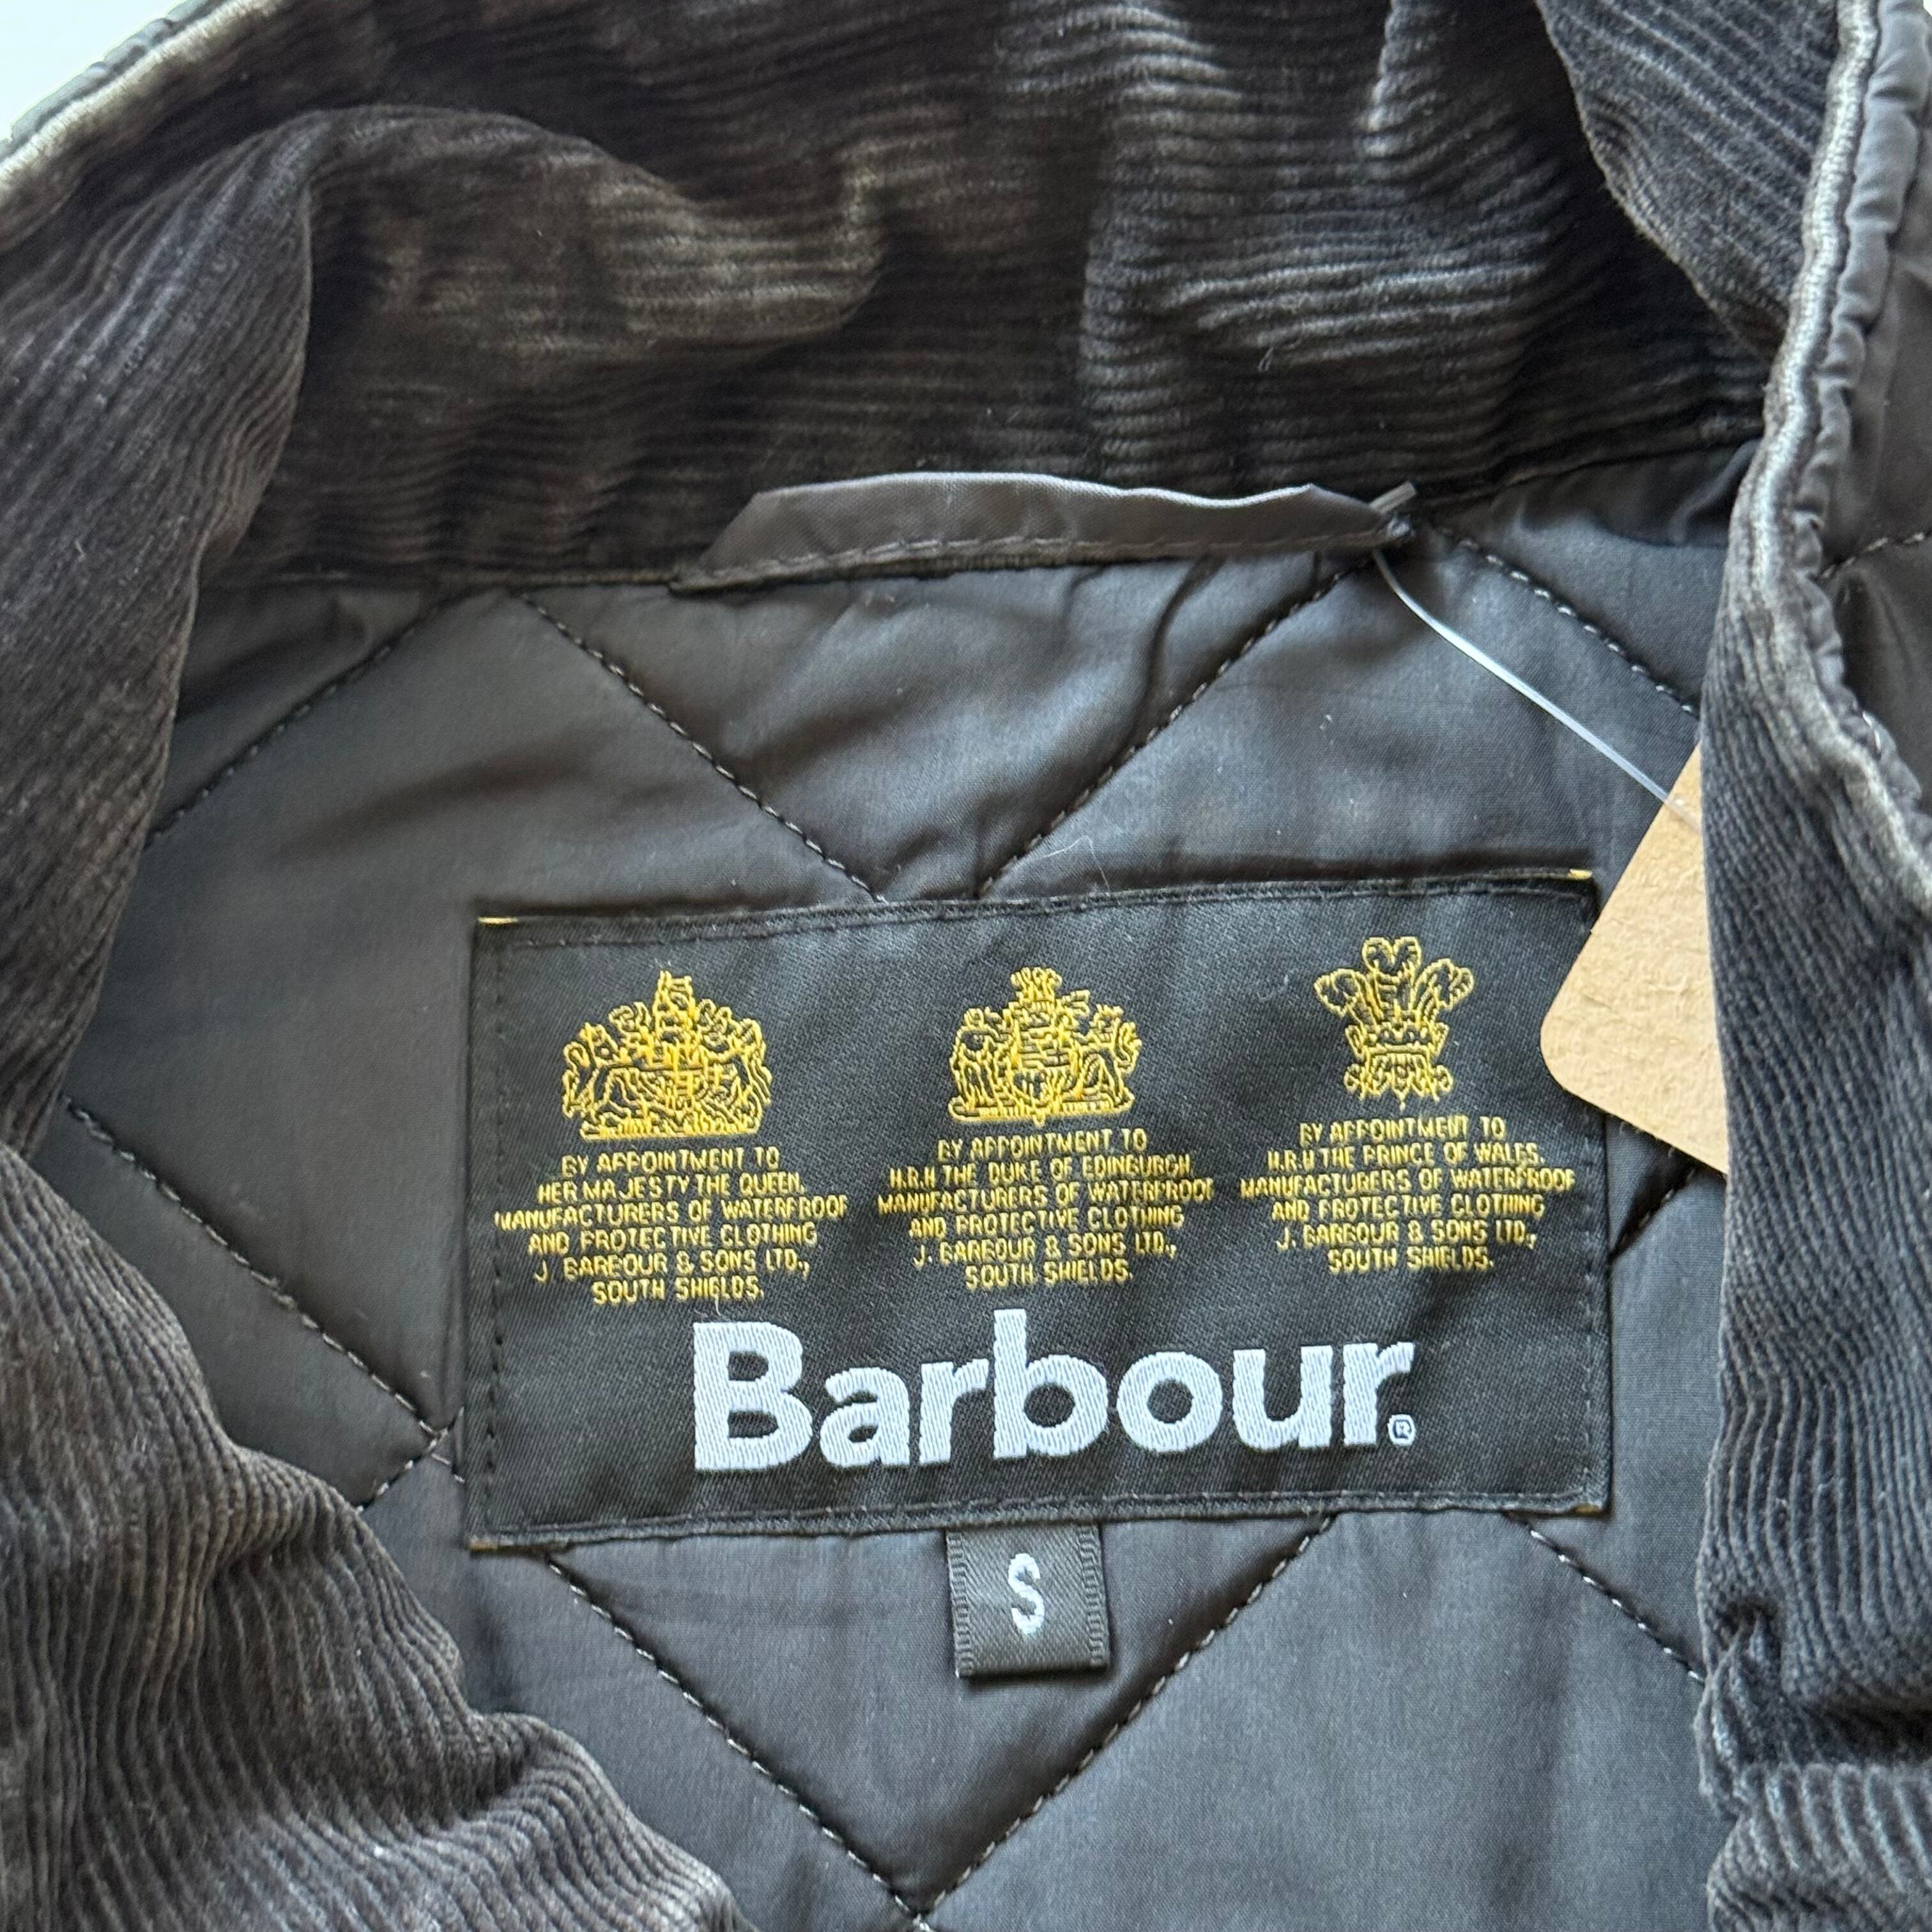 BY APPOINTMENT TO
HER MAJESTY THE QUEEN,
MANUFACTURERS OF WATERPROOF
AND PROTECTIVE CLOTHING
J. BARBOUR & SONS LTD.,
SOUTH SHIELDS.
BY APPOINTMENT TO
H.R.H THE DUKE OF EDINBURGH,
MANUFACTURERS OF WATERPROOF
AND PROTECTIVE CLOTHING
J. BARBOUR & SONS LTD.,
SOUTH SHIELDS.
BY APPOINTMENT TO
H.R.H THE PRINCE OF WALES,
MANUFACTURERS OF WATERPROOF
AND PROTECTIVE CLOTHING
J. BARBOUR & SONS LTD.,
SOUTH SHIELDS.
Barbour®
S